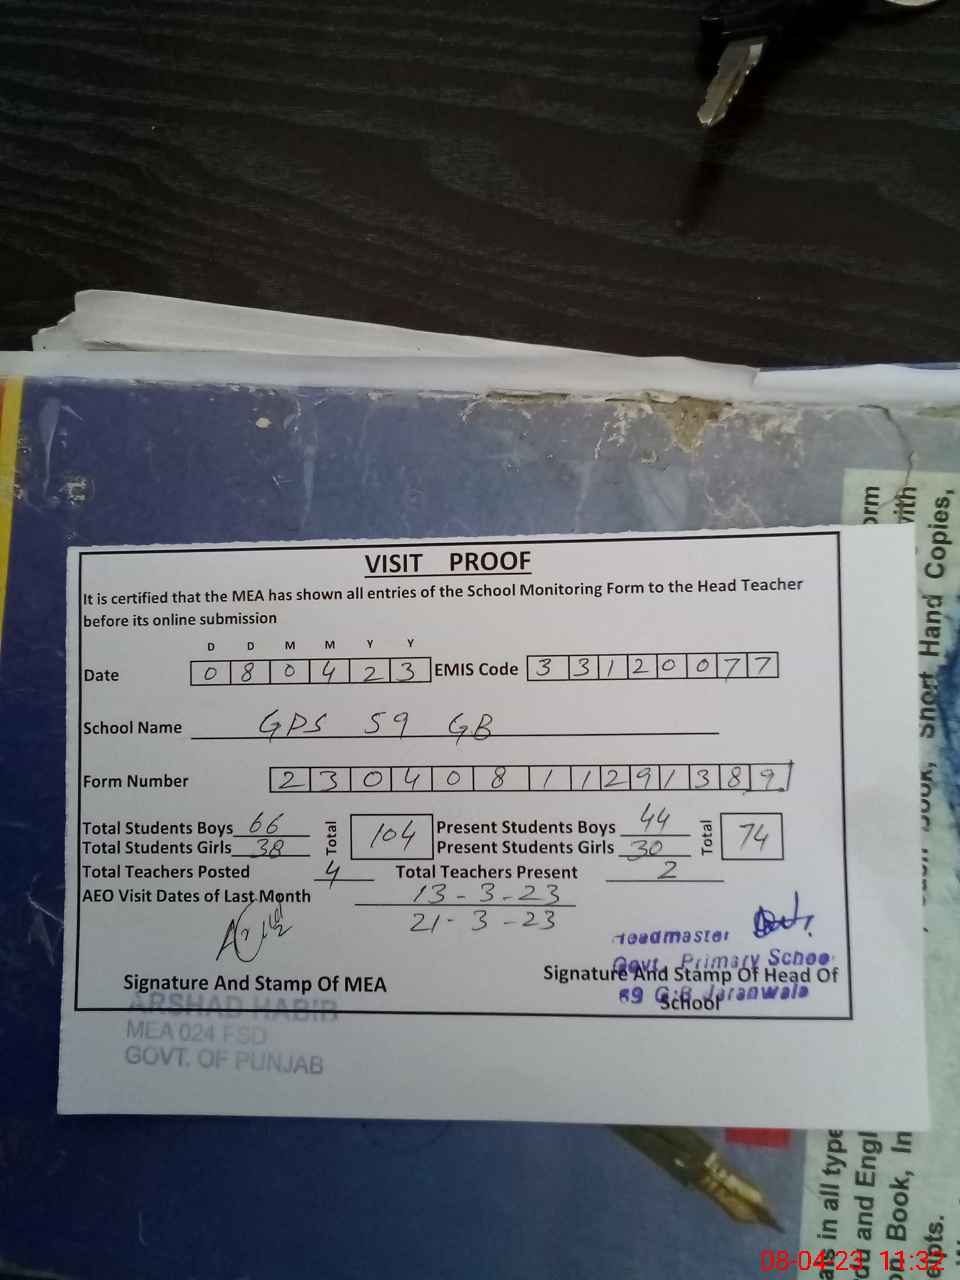 VISIT PROOF
It is certified that the MEA has shown all entries of the School Monitoring Form to the Head Teacher
before its online submission
D D M M Y Y
Date 0 8 0 4 2 3 EMIS Code 3 3 1 2 0 0 7 7
School Name GPS 59 GB
Form Number 2 3 0 4 0 8 1 1 2 9 1 3 8 9
Total Students Boys 66 Total 104 Present Students Boys 44 Total 74
Total Students Girls 38 Present Students Girls 30
Total Teachers Posted 4 Total Teachers Present 2
AEO Visit Dates of Last Month 13-3-23
21-3-23
Headmaster
Govt. Primary School
59 G.B Jaranwala
Signature And Stamp Of MEA
Signature And Stamp Of Head Of
School
ARSHAD HABIB
MEA 024 FSD
GOVT. OF PUNJAB
orm
with
Short Hand Copies,
Book, In
08-04-23 11:32